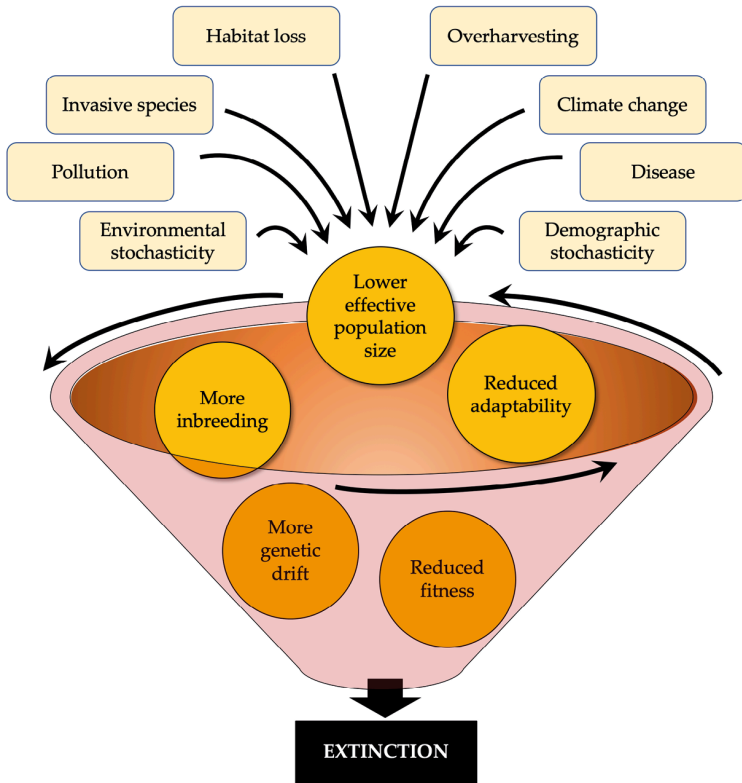 Habitat loss
Overharvesting
Invasive species
Climate change
Pollution
Disease
Environmental
stochasticity
Demographic
stochasticity
Lower
effective
population
size
More
inbreeding
Reduced
adaptability
More
genetic
drift
Reduced
fitness
EXTINCTION